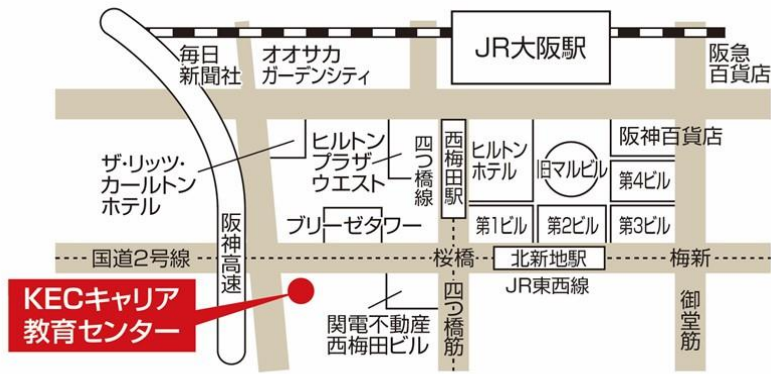 JR大阪駅
毎日
新聞社
オオサカ
ガーデンシティ
阪急
百貨店
ザ・リッツ・
カールトン
ホテル
ヒルトン
プラザ
ウエスト
四つ橋線
西梅田駅
ヒルトン
ホテル
旧マルビル
阪神百貨店
第4ビル
ブリーゼタワー
第1ビル
第2ビル
第3ビル
国道2号線
阪神高速
桜橋
北新地駅
梅新
JR東西線
KECキャリア
教育センター
関電不動産
西梅田ビル
四つ橋筋
御堂筋